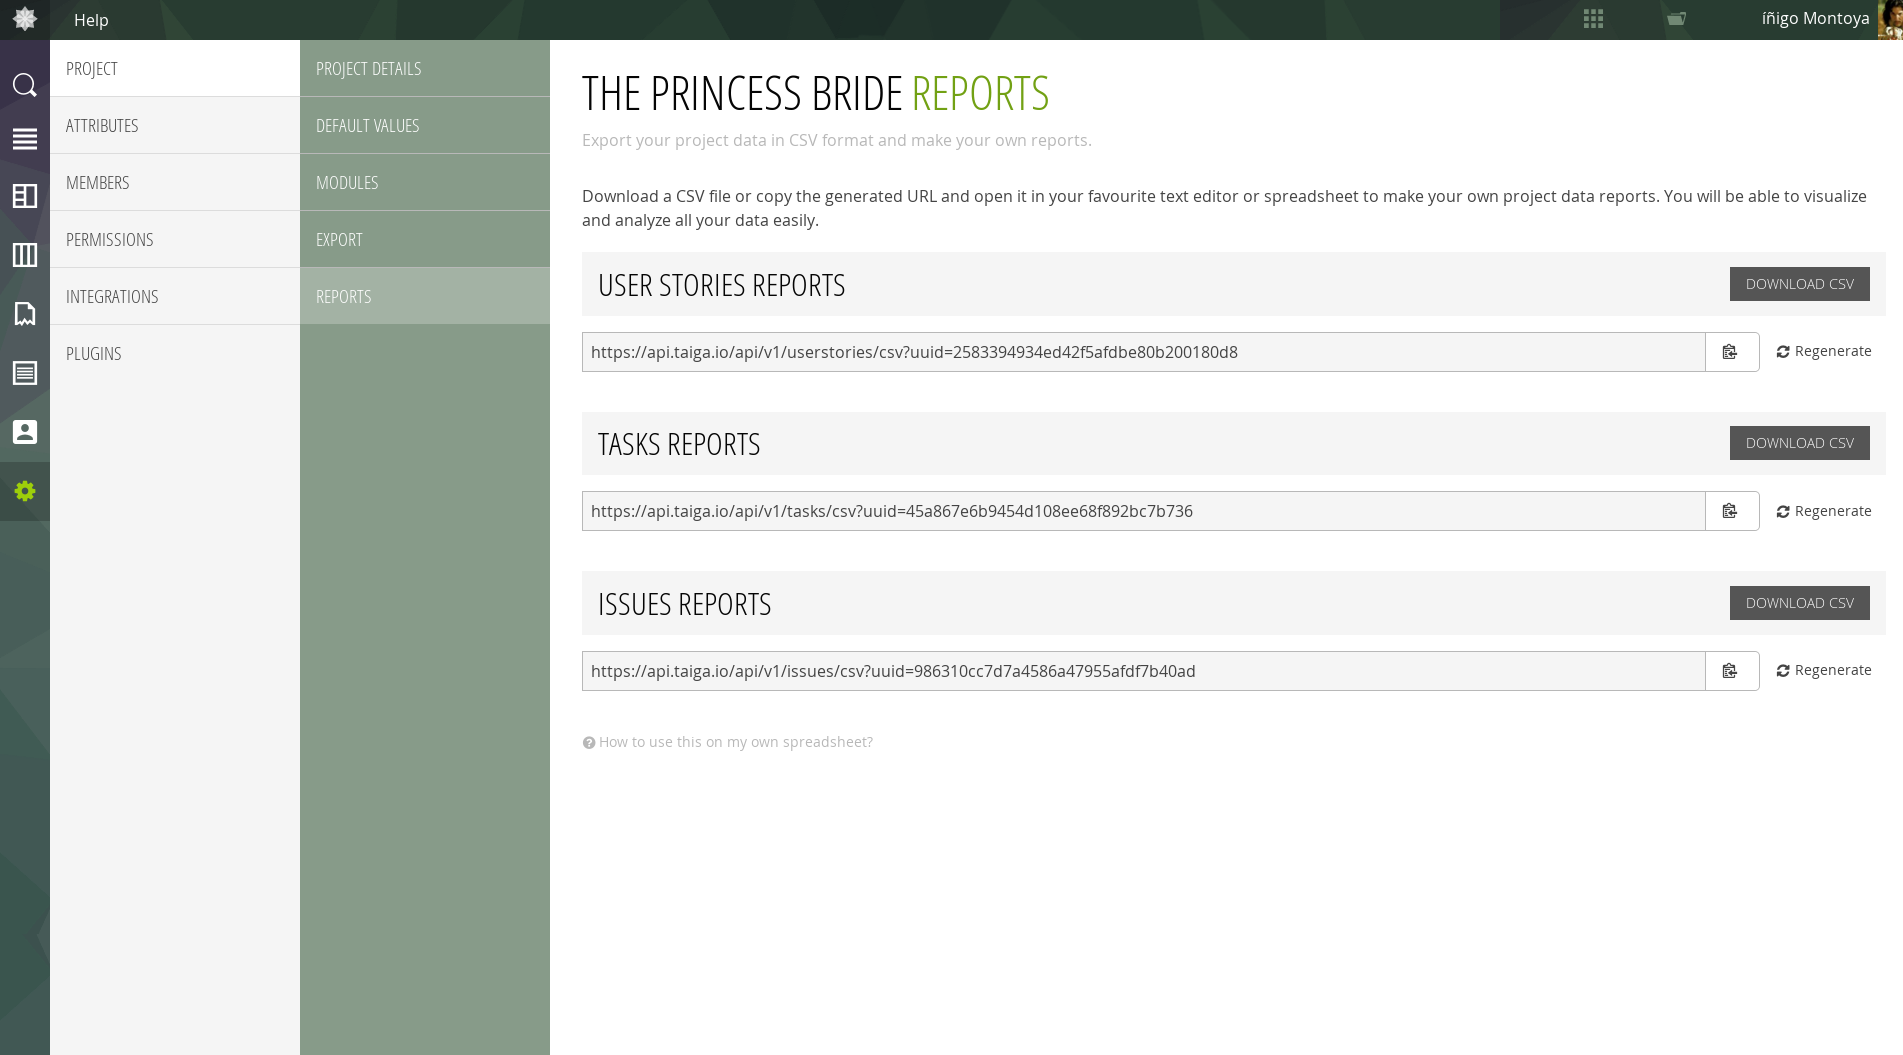 Help
íñigo Montoya
PROJECT
ATTRIBUTES
MEMBERS
PERMISSIONS
INTEGRATIONS
PLUGINS
PROJECT DETAILS
DEFAULT VALUES
MODULES
EXPORT
REPORTS
THE PRINCESS BRIDE REPORTS
Export your project data in CSV format and make your own reports.
Download a CSV file or copy the generated URL and open it in your favourite text editor or spreadsheet to make your own project data reports. You will be able to visualize
and analyze all your data easily.
USER STORIES REPORTS
DOWNLOAD CSV
https://api.taiga.io/api/v1/userstories/csv?uuid=2583394934ed42f5afdbe80b200180d8
Regenerate
TASKS REPORTS
DOWNLOAD CSV
https://api.taiga.io/api/v1/tasks/csv?uuid=45a867e6b9454d108ee68f892bc7b736
Regenerate
ISSUES REPORTS
DOWNLOAD CSV
https://api.taiga.io/api/v1/issues/csv?uuid=986310cc7d7a4586a47955afdf7b40ad
Regenerate
How to use this on my own spreadsheet?